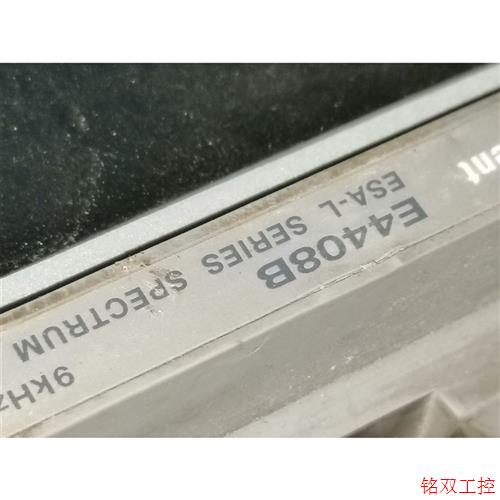 ent
E4408B
ESA-L SERIES SPECTRUM
9kHz
铭双工控